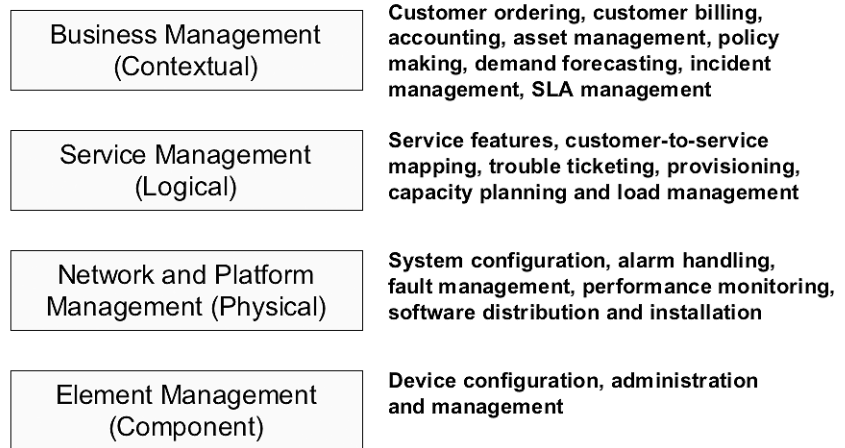 Business Management
(Contextual)
Customer ordering, customer billing,
accounting, asset management, policy
making, demand forecasting, incident
management, SLA management
Service Management
(Logical)
Service features, customer-to-service
mapping, trouble ticketing, provisioning,
capacity planning and load management
Network and Platform
Management (Physical)
System configuration, alarm handling,
fault management, performance monitoring,
software distribution and installation
Element Management
(Component)
Device configuration, administration
and management